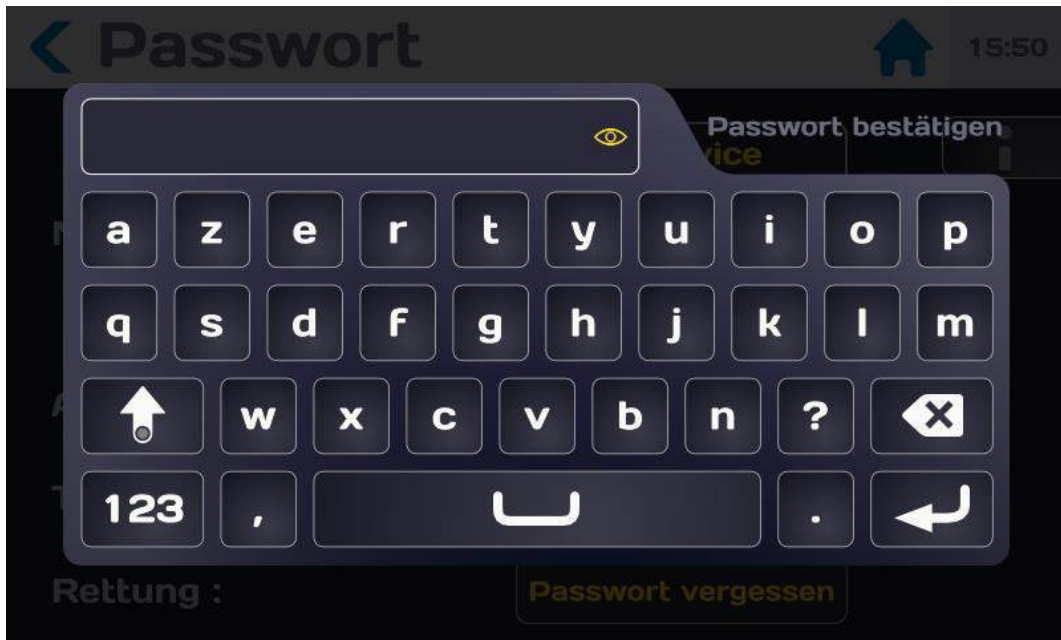 Passwort
15:50
Passwort bestätigen
vice
a z e r t y u i o p
q s d f g h j k l m
w x c v b n ?
123 , .
Rettung :
Passwort vergessen